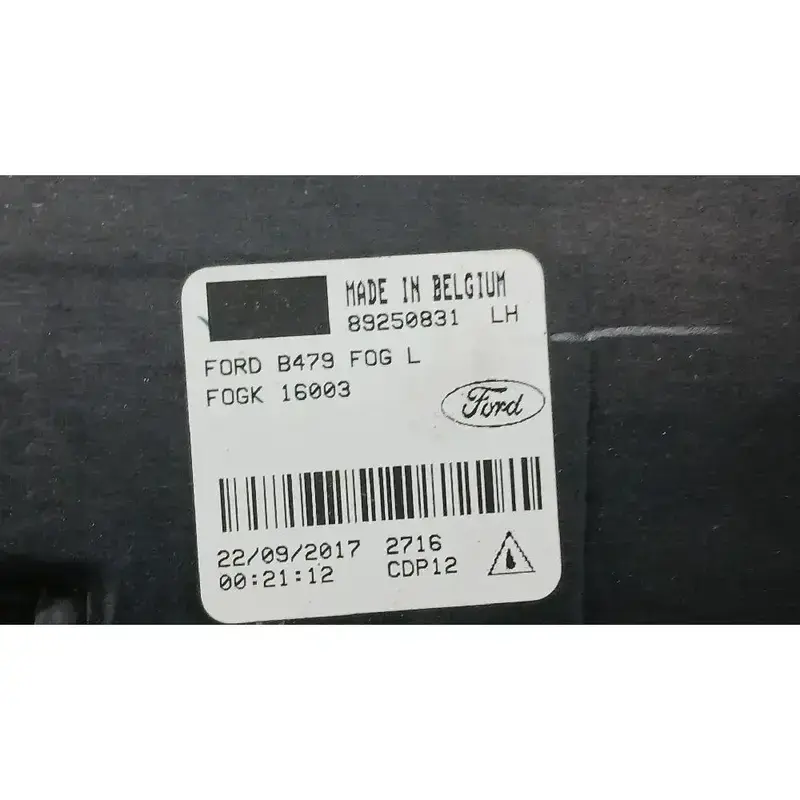 MADE IN BELGIUM
89250831 LH
FORD B479 FOG L
FOGK 16003
Ford
22/09/2017 2716
00:21:12 CDP12